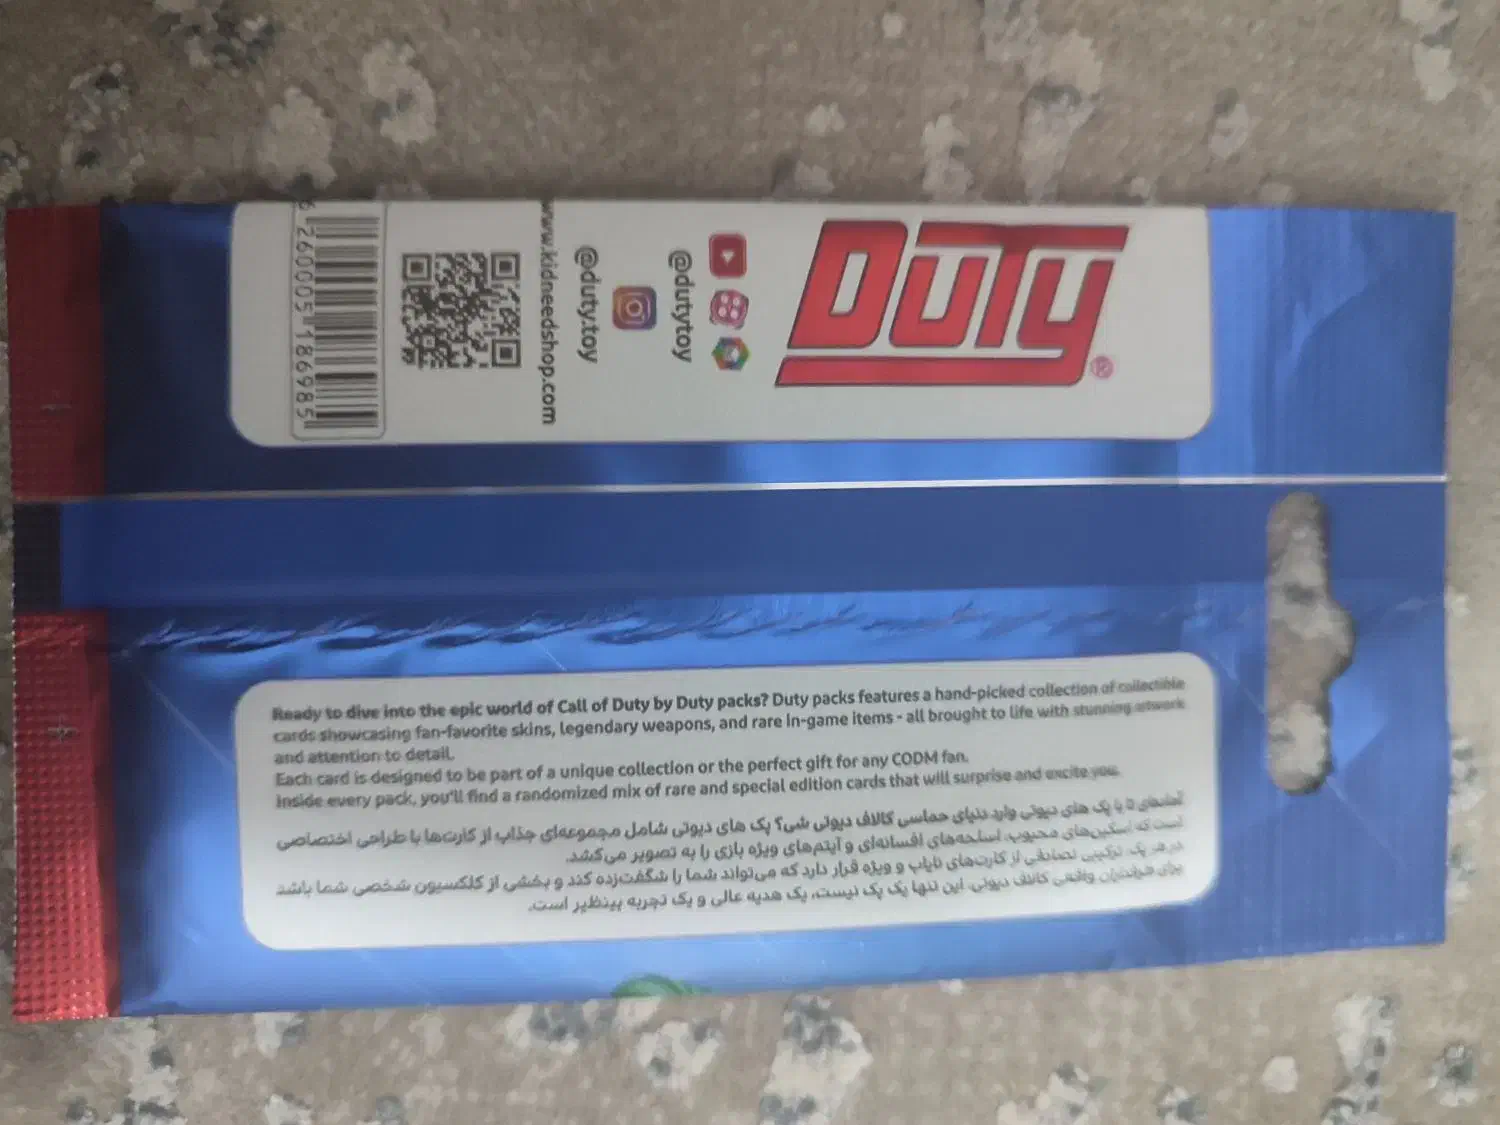 DUTY
®
@dutytoy
@duty.toy
www.kidneedshop.com
6 260005 186985
Ready to dive into the epic world of Call of Duty by Duty packs? Duty packs features a hand-picked collection of collectible
cards showcasing fan-favorite skins, legendary weapons, and rare in-game items - all brought to life with stunning artwork
and attention to detail.
Each card is designed to be part of a unique collection or the perfect gift for any CODM fan.
Inside every pack, you'll find a randomized mix of rare and special edition cards that will surprise and excite you.
آماده‌ای تا با پک های دیوتی وارد دنیای حماسی کالاف دیوتی شی؟ پک های دیوتی شامل مجموعه‌ای جذاب از کارت‌ها با طراحی اختصاصی
است که اسکین‌های محبوب، اسلحه‌های افسانه‌ای و آیتم‌های ویژه بازی را به تصویر می‌کشد.
در هر پک، ترکیبی تصادفی از کارت‌های نایاب و ویژه قرار دارد که می‌تواند شما را شگفت‌زده کند و بخشی از کلکسیون شخصی شما باشد
برای طرفداران واقعی کالاف دیوتی، این تنها یک پک نیست، یک هدیه عالی و یک تجربه بینظیر است.